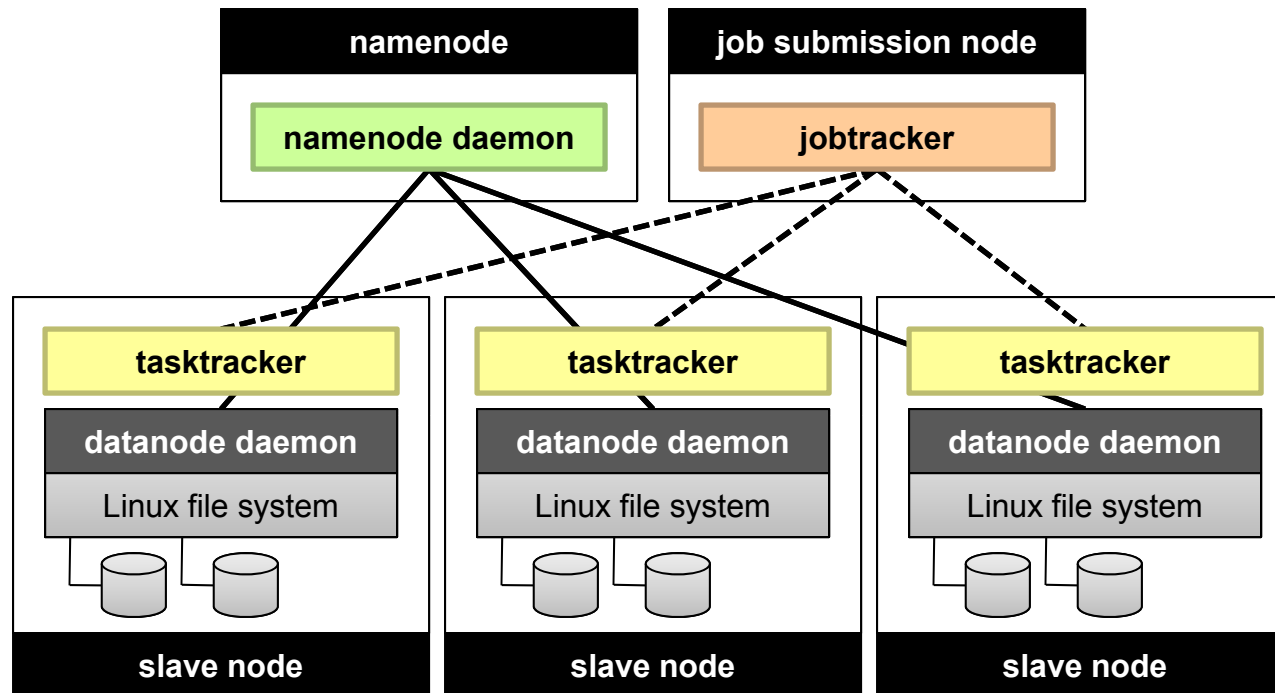 namenode
job submission node
namenode daemon
jobtracker
tasktracker
tasktracker
tasktracker
datanode daemon
datanode daemon
datanode daemon
Linux file system
Linux file system
Linux file system
slave node
slave node
slave node